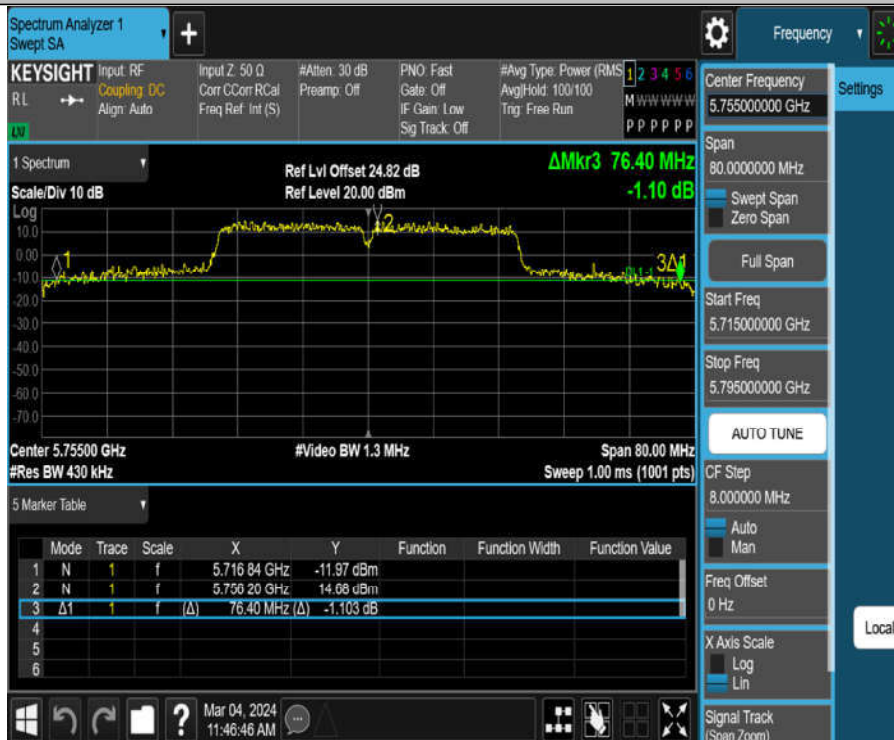 Spectrum Analyzer 1
Swept SA
+
Frequency
KEYSIGHT
RL
LXI
Input: RF
Coupling: DC
Align: Auto
Input Z: 50 Ω
Corr CCorr RCal
Freq Ref: Int (S)
#Atten: 30 dB
Preamp: Off
PNO: Fast
Gate: Off
IF Gain: Low
Sig Track: Off
#Avg Type: Power (RMS
Avg|Hold: 100/100
Trig: Free Run
1 2 3 4 5 6
M W W W W W
P P P P P P
1 Spectrum
Scale/Div 10 dB
Ref Lvl Offset 24.82 dB
Ref Level 20.00 dBm
ΔMkr3 76.40 MHz
-1.10 dB
Log
10.0
0.00
-10.0
-20.0
-30.0
-40.0
-50.0
-60.0
-70.0
1
2
3Δ1
Center 5.75500 GHz
#Res BW 430 kHz
#Video BW 1.3 MHz
Span 80.00 MHz
Sweep 1.00 ms (1001 pts)
5 Marker Table
Mode Trace Scale X Y Function Function Width Function Value
1 N 1 f 5.716 84 GHz -11.97 dBm
2 N 1 f 5.756 20 GHz 14.68 dBm
3 Δ1 1 f (Δ) 76.40 MHz (Δ) -1.103 dB
4
5
6
Mar 04, 2024
11:46:46 AM
Center Frequency
5.755000000 GHz
Span
80.0000000 MHz
Swept Span
Zero Span
Full Span
Start Freq
5.715000000 GHz
Stop Freq
5.795000000 GHz
AUTO TUNE
CF Step
8.000000 MHz
Auto
Man
Freq Offset
0 Hz
X Axis Scale
Log
Lin
Signal Track
(Span Zoom)
Settings
Local